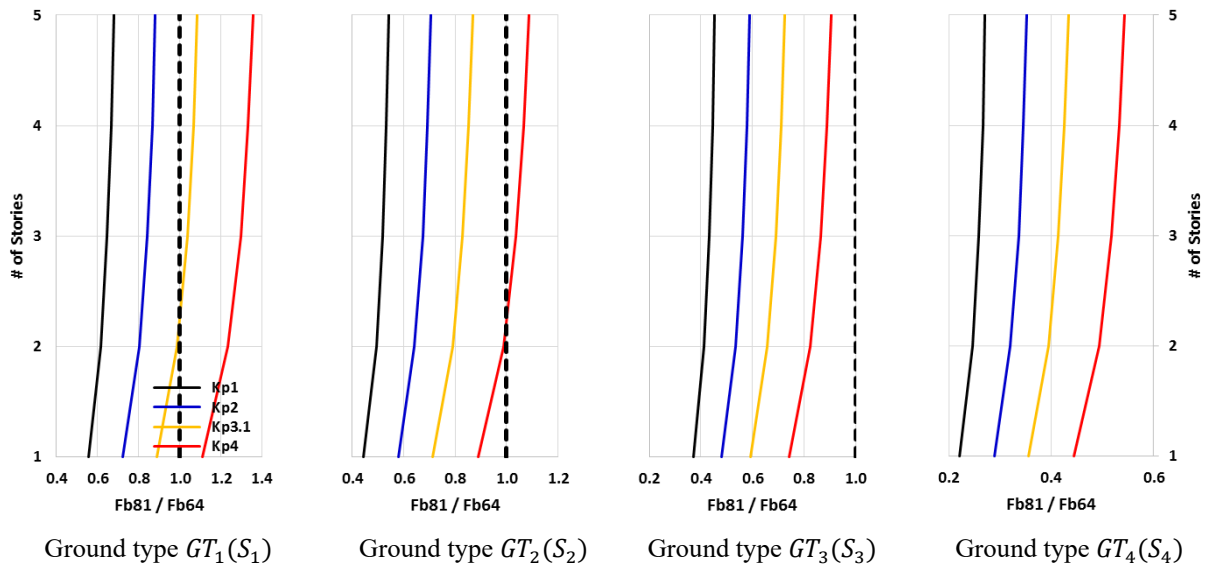 5
4
3
2
1
# of Stories
Kp1
Kp2
Kp3.1
Kp4
0.4 0.6 0.8 1.0 1.2 1.4
Fb81 / Fb64
Ground type GT₁(S₁)
0.4 0.6 0.8 1.0 1.2
Fb81 / Fb64
Ground type GT₂(S₂)
0.2 0.4 0.6 0.8 1.0
Fb81 / Fb64
Ground type GT₃(S₃)
5
4
3
2
1
# of Stories
0.2 0.4 0.6
Fb81 / Fb64
Ground type GT₄(S₄)